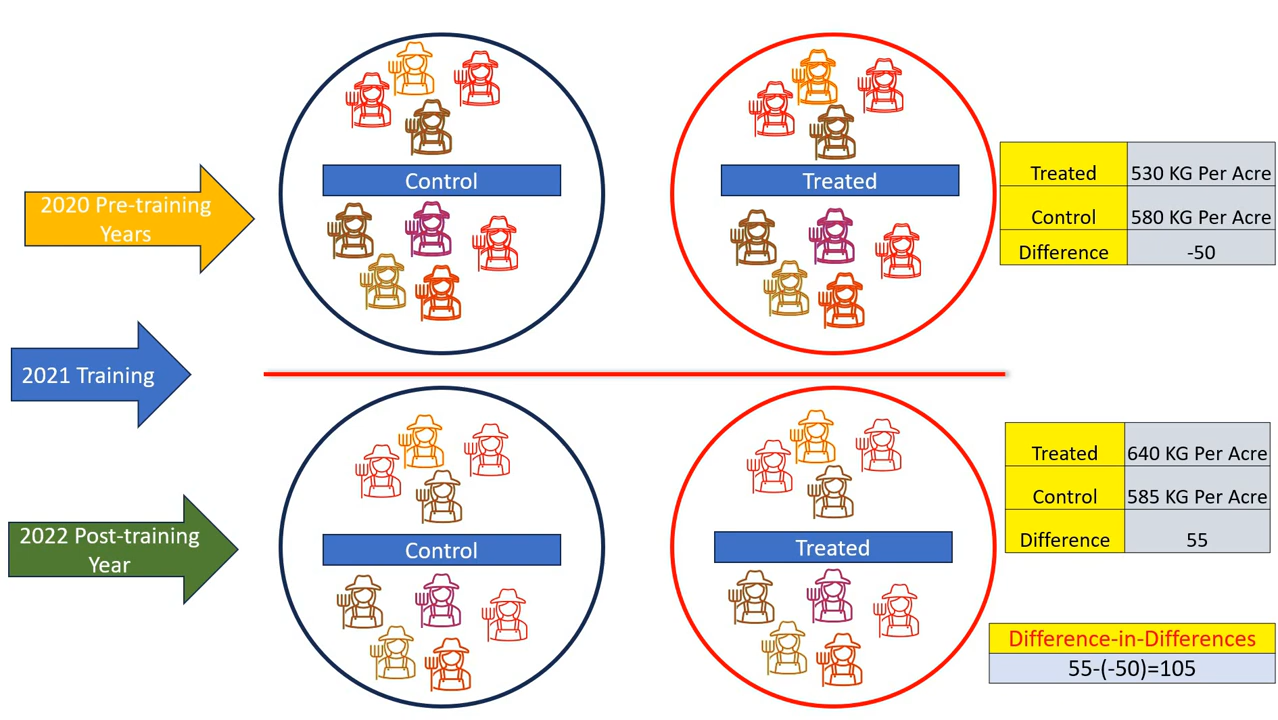 2020 Pre-training
Years
Control
Treated
Treated 530 KG Per Acre
Control 580 KG Per Acre
Difference -50
2021 Training
2022 Post-training
Year
Control
Treated
Treated 640 KG Per Acre
Control 585 KG Per Acre
Difference 55
Difference-in-Differences
55-(-50)=105